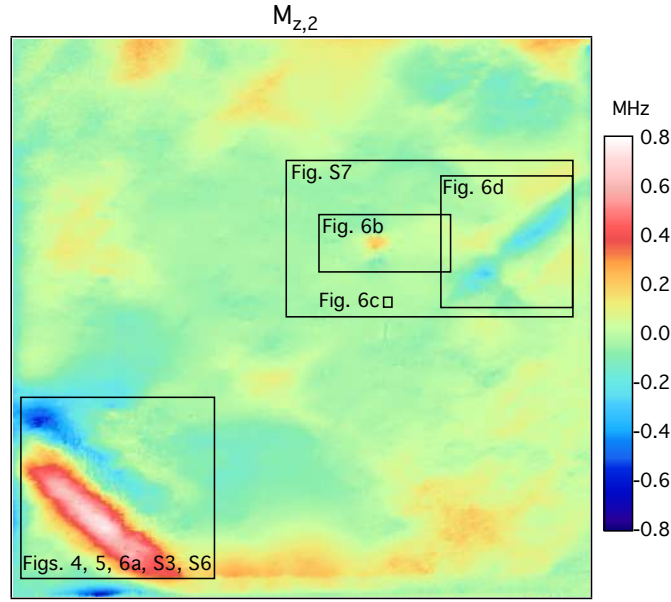 M_{z,2}
MHz
Fig. S7
Fig. 6d
Fig. 6b
Fig. 6c
Figs. 4, 5, 6a, S3, S6
0.8
0.6
0.4
0.2
0.0
-0.2
-0.4
-0.6
-0.8